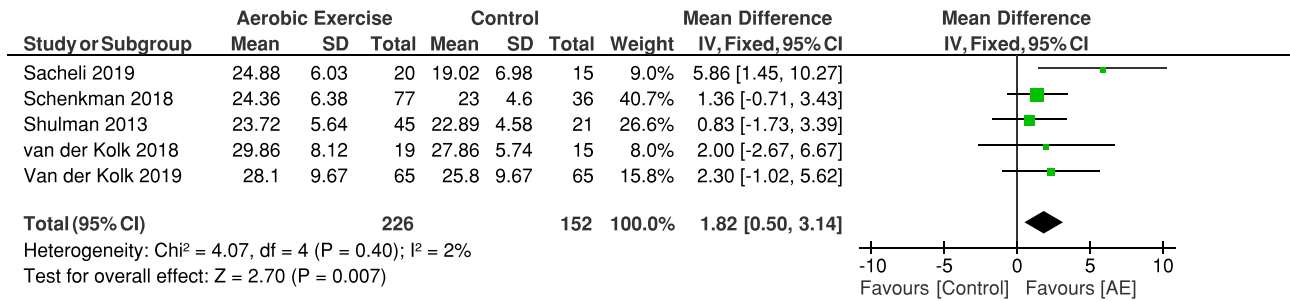 Aerobic Exercise Control Mean Difference Mean Difference
Study or Subgroup Mean SD Total Mean SD Total Weight IV, Fixed, 95% CI IV, Fixed, 95% CI
Sacheli 2019 24.88 6.03 20 19.02 6.98 15 9.0% 5.86 [1.45, 10.27]
Schenkman 2018 24.36 6.38 77 23 4.6 36 40.7% 1.36 [-0.71, 3.43]
Shulman 2013 23.72 5.64 45 22.89 4.58 21 26.6% 0.83 [-1.73, 3.39]
van der Kolk 2018 29.86 8.12 19 27.86 5.74 15 8.0% 2.00 [-2.67, 6.67]
Van der Kolk 2019 28.1 9.67 65 25.8 9.67 65 15.8% 2.30 [-1.02, 5.62]
Total (95% CI) 226 152 100.0% 1.82 [0.50, 3.14]
Heterogeneity: Chi² = 4.07, df = 4 (P = 0.40); I² = 2%
Test for overall effect: Z = 2.70 (P = 0.007)
-10 -5 0 5 10
Favours [Control] Favours [AE]